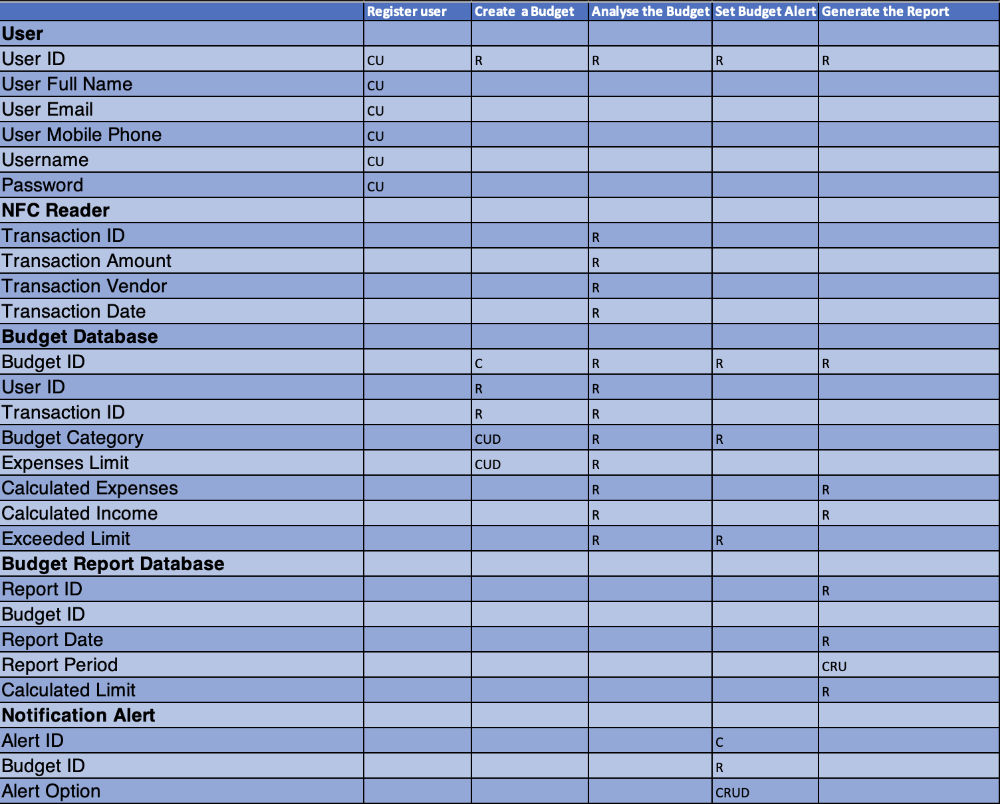 Register user Create a Budget Analyse the Budget Set Budget Alert Generate the Report
User
User ID CU R R R R
User Full Name CU
User Email CU
User Mobile Phone CU
Username CU
Password CU
NFC Reader
Transaction ID R
Transaction Amount R
Transaction Vendor R
Transaction Date R
Budget Database
Budget ID C R R R
User ID R R
Transaction ID R R
Budget Category CUD R R
Expenses Limit CUD R
Calculated Expenses R R
Calculated Income R R
Exceeded Limit R R
Budget Report Database
Report ID R
Budget ID
Report Date R
Report Period CRU
Calculated Limit R
Notification Alert
Alert ID C
Budget ID R
Alert Option CRUD